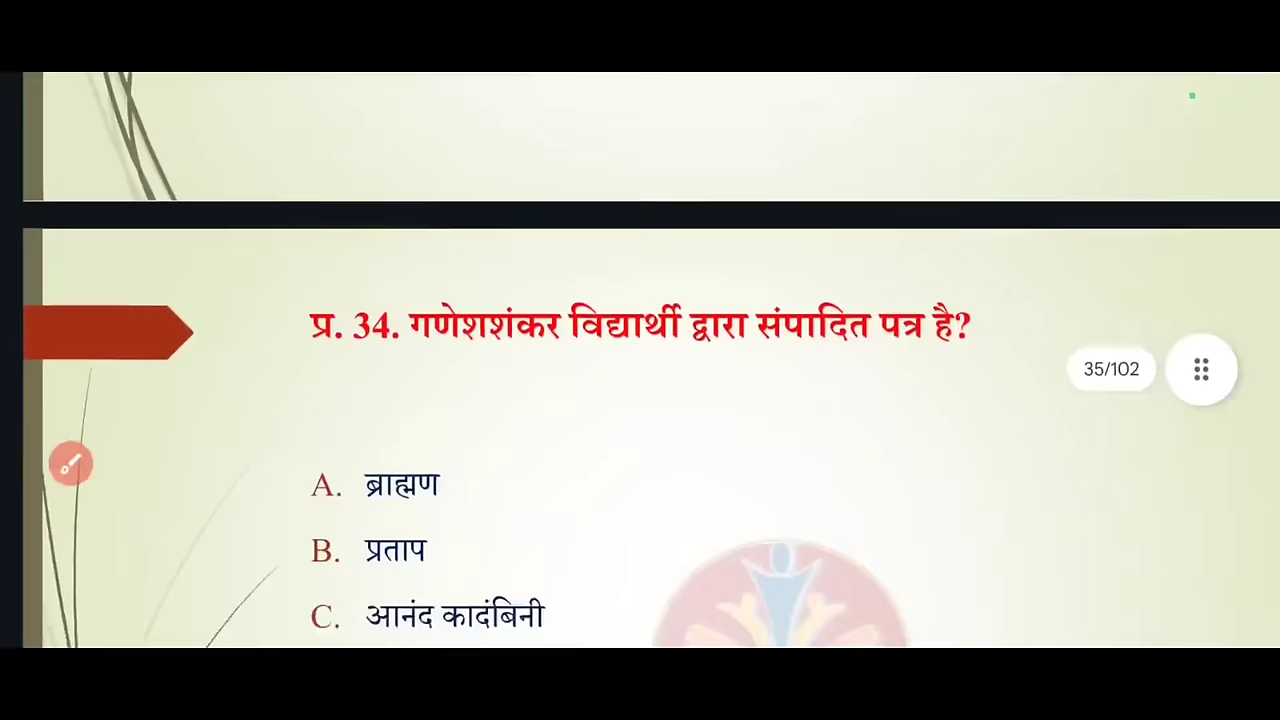 प्र. 34. गणेशशंकर विद्यार्थी द्वारा संपादित पत्र है?
35/102
A. ब्राह्मण
B. प्रताप
C. आनंद कादंबिनी